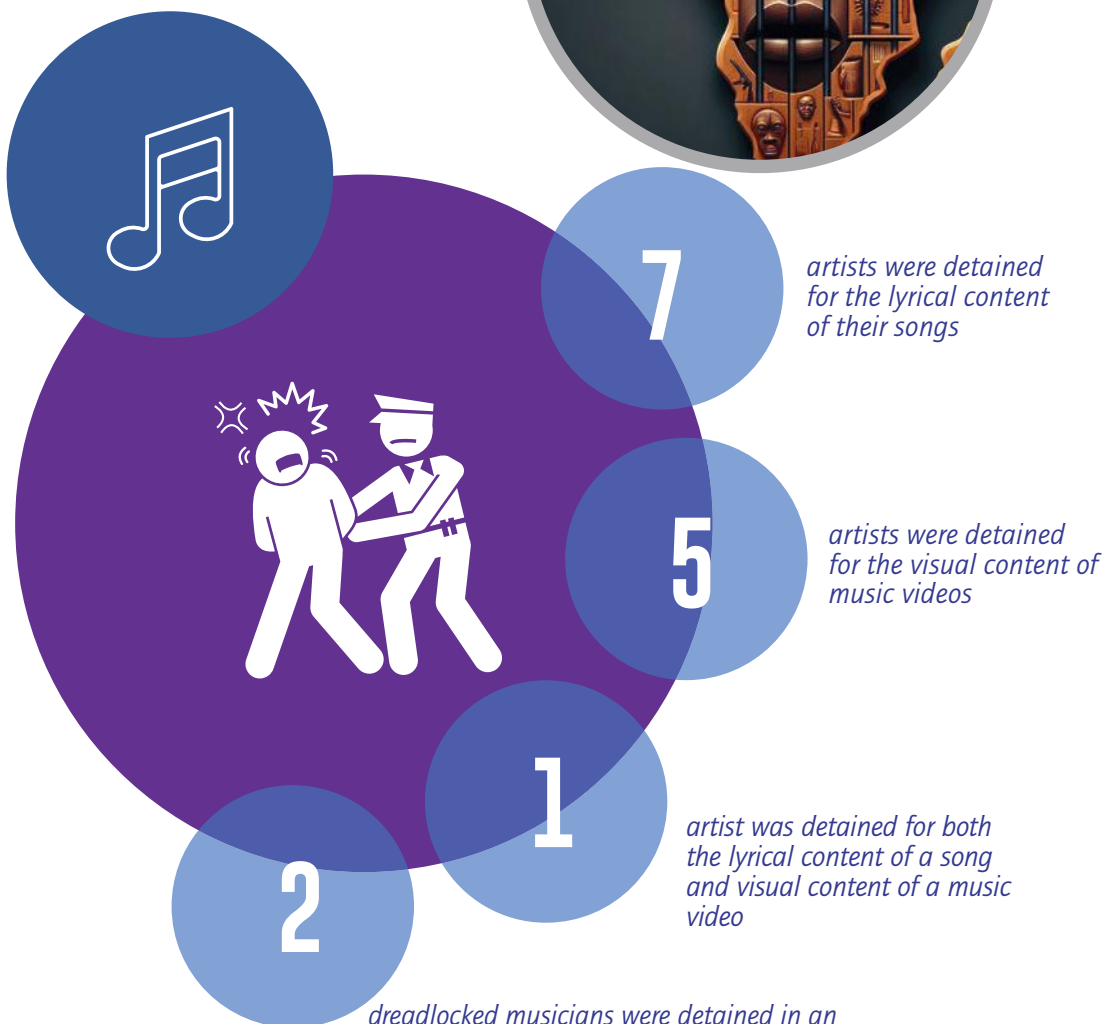 7
artists were detained
for the lyrical content
of their songs
5
artists were detained
for the visual content of
music videos
1
artist was detained for both
the lyrical content of a song
and visual content of a music
video
2
dreadlocked musicians were detained in an